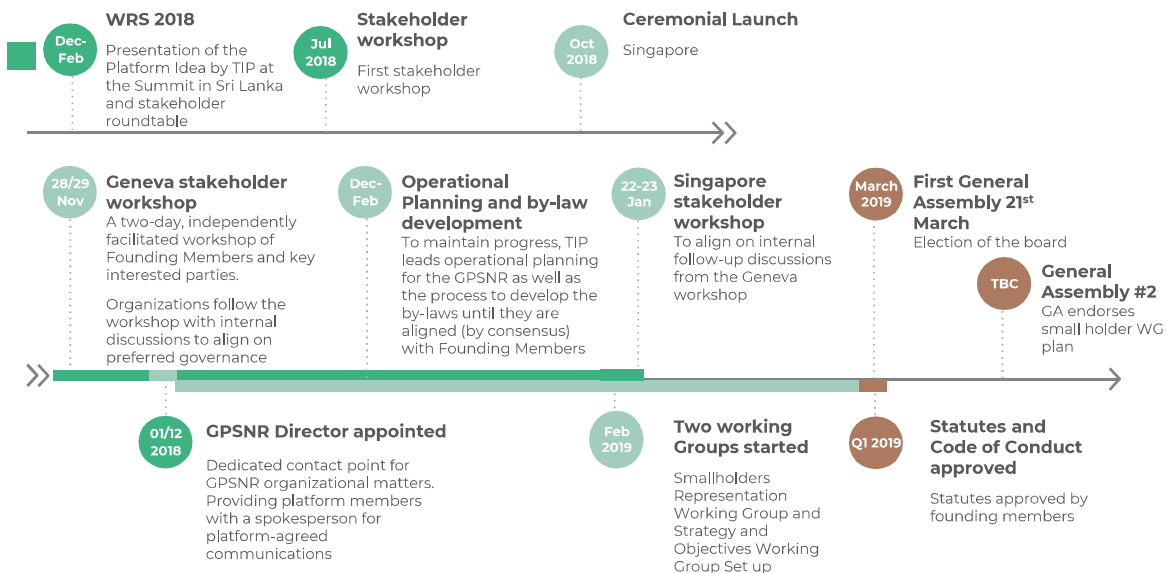 WRS 2018
Dec-
Feb
Presentation of the
Platform Idea by TIP at
the Summit in Sri Lanka
and stakeholder
roundtable
Stakeholder
workshop
Jul
2018
First stakeholder
workshop
Ceremonial Launch
Oct
2018
Singapore
28/29
Nov
Geneva stakeholder
workshop
A two-day, independently
facilitated workshop of
Founding Members and key
interested parties.
Organizations follow the
workshop with internal
discussions to align on
preferred governance
Dec-
Feb
Operational
Planning and by-law
development
To maintain progress, TIP
leads operational planning
for the GPSNR as well as
the process to develop the
by-laws until they are
aligned (by consensus)
with Founding Members
22-23
Jan
Singapore
stakeholder
workshop
To align on internal
follow-up discussions
from the Geneva
workshop
March
2019
First General
Assembly 21st
March
Election of the board
TBC
General
Assembly #2
GA endorses
small holder WG
plan
01/12
2018
GPSNR Director appointed
Dedicated contact point for
GPSNR organizational matters.
Providing platform members
with a spokesperson for
platform-agreed
communications
Feb
2019
Two working
Groups started
Smallholders
Representation
Working Group and
Strategy and
Objectives Working
Group Set up
Q1 2019
Statutes and
Code of Conduct
approved
Statutes approved by
founding members